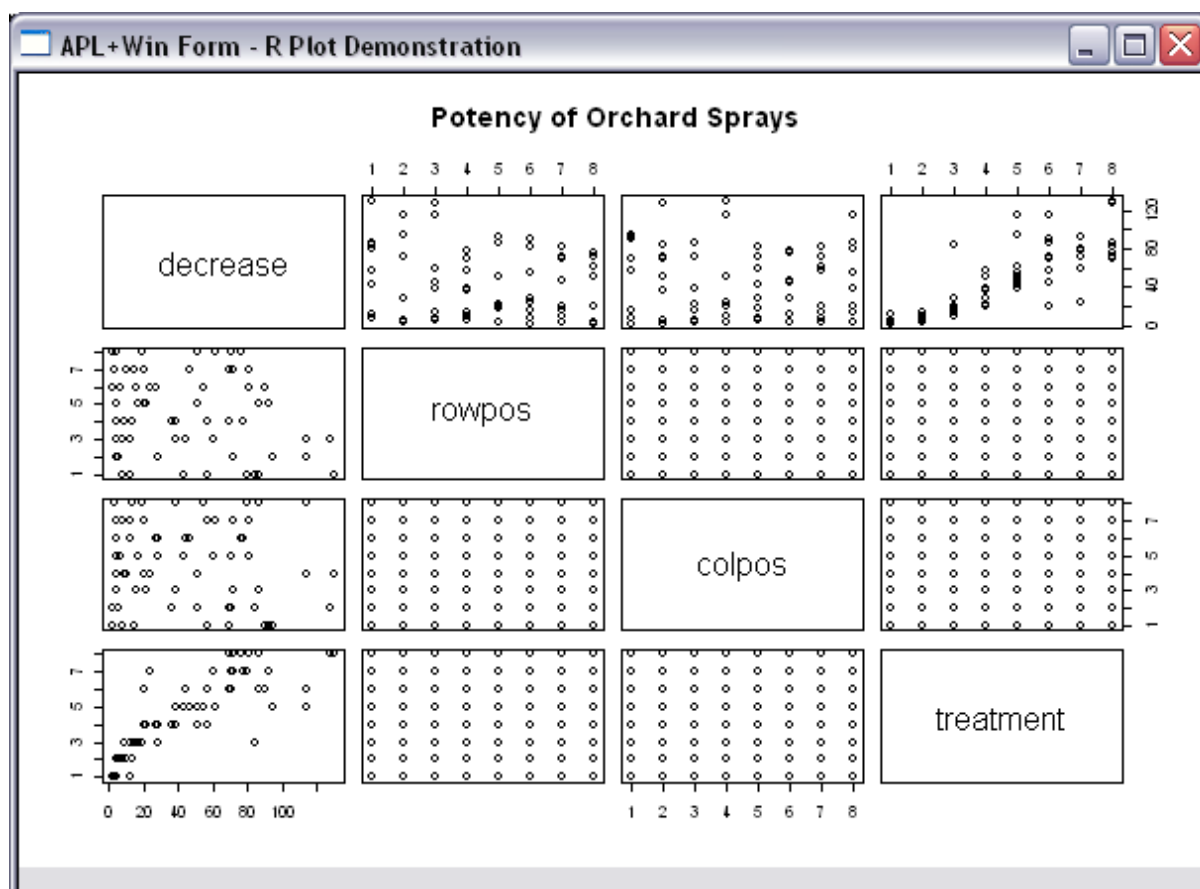 APL+Win Form - R Plot Demonstration
Potency of Orchard Sprays
1 2 3 4 5 6 7 8
1 2 3 4 5 6 7 8
decrease
0 40 80 120
1 3 5 7
rowpos
colpos
1 3 5 7
1 3 5 7
treatment
0 20 40 60 80 100
1 2 3 4 5 6 7 8